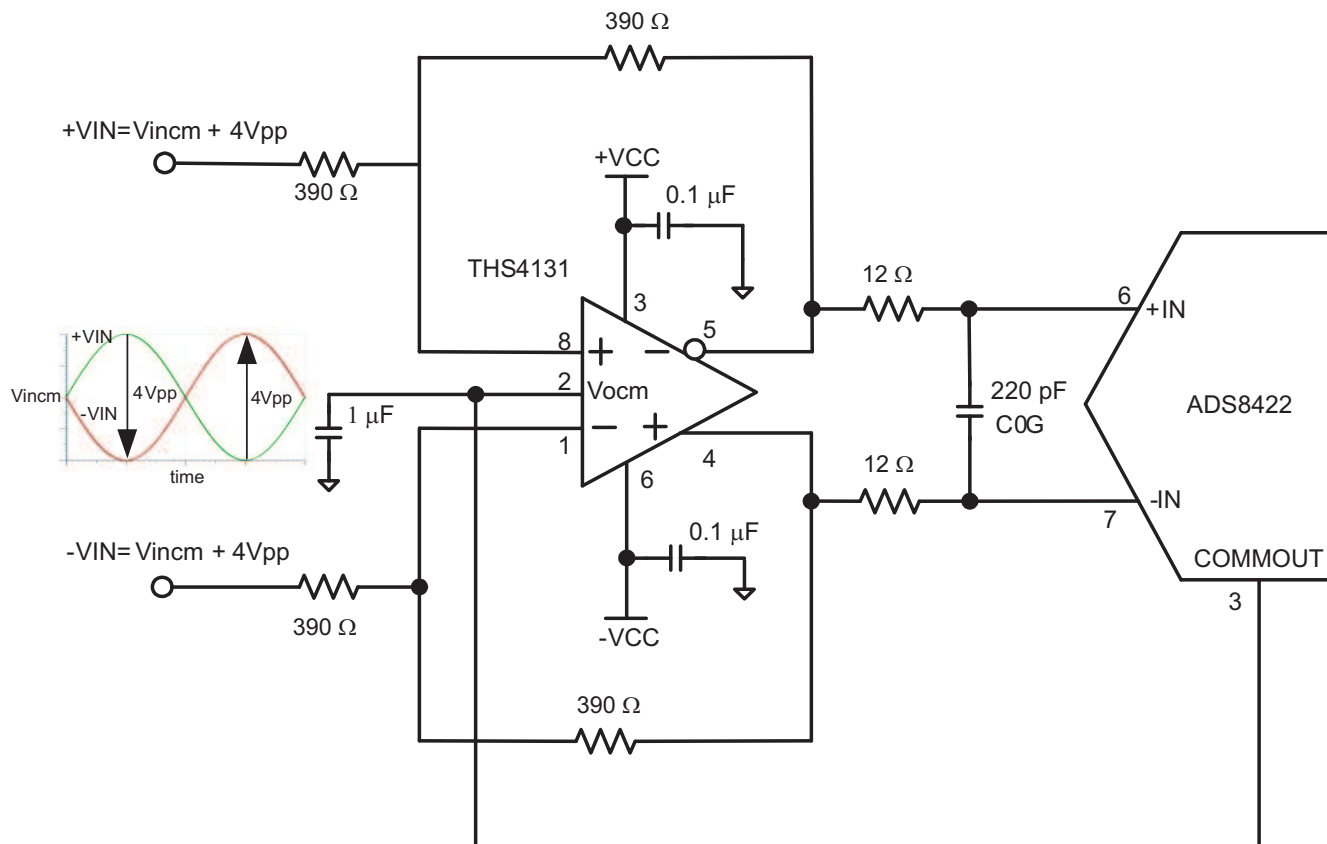 390 Ω
+VIN= Vincm + 4Vpp
390 Ω
+VCC
0.1 μF
THS4131
3
12 Ω
6
+IN
5
8
+
-
+VIN
Vincm
4Vpp
4Vpp
-VIN
time
1 μF
2
Vocm
220 pF
C0G
ADS8422
1
-
+
4
6
12 Ω
-IN
7
-VIN= Vincm + 4Vpp
390 Ω
0.1 μF
-VCC
COMMOUT
3
390 Ω